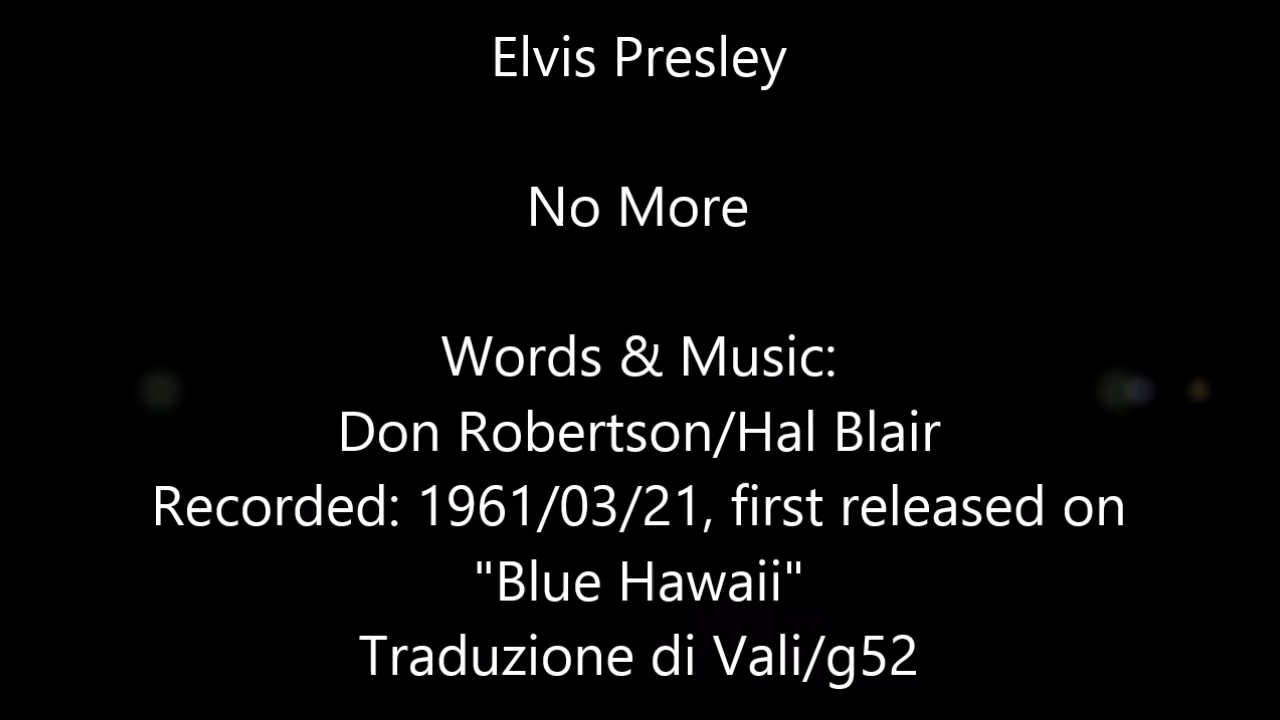 Elvis Presley
No More
Words & Music:
Don Robertson/Hal Blair
Recorded: 1961/03/21, first released on
"Blue Hawaii"
Traduzione di Vali/g52